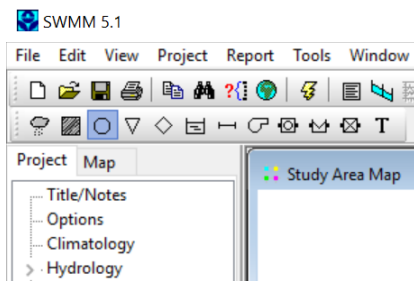 SWMM 5.1
File Edit View Project Report Tools Window
?{}
T
Project Map
Study Area Map
Title/Notes
Options
Climatology
Hydrology